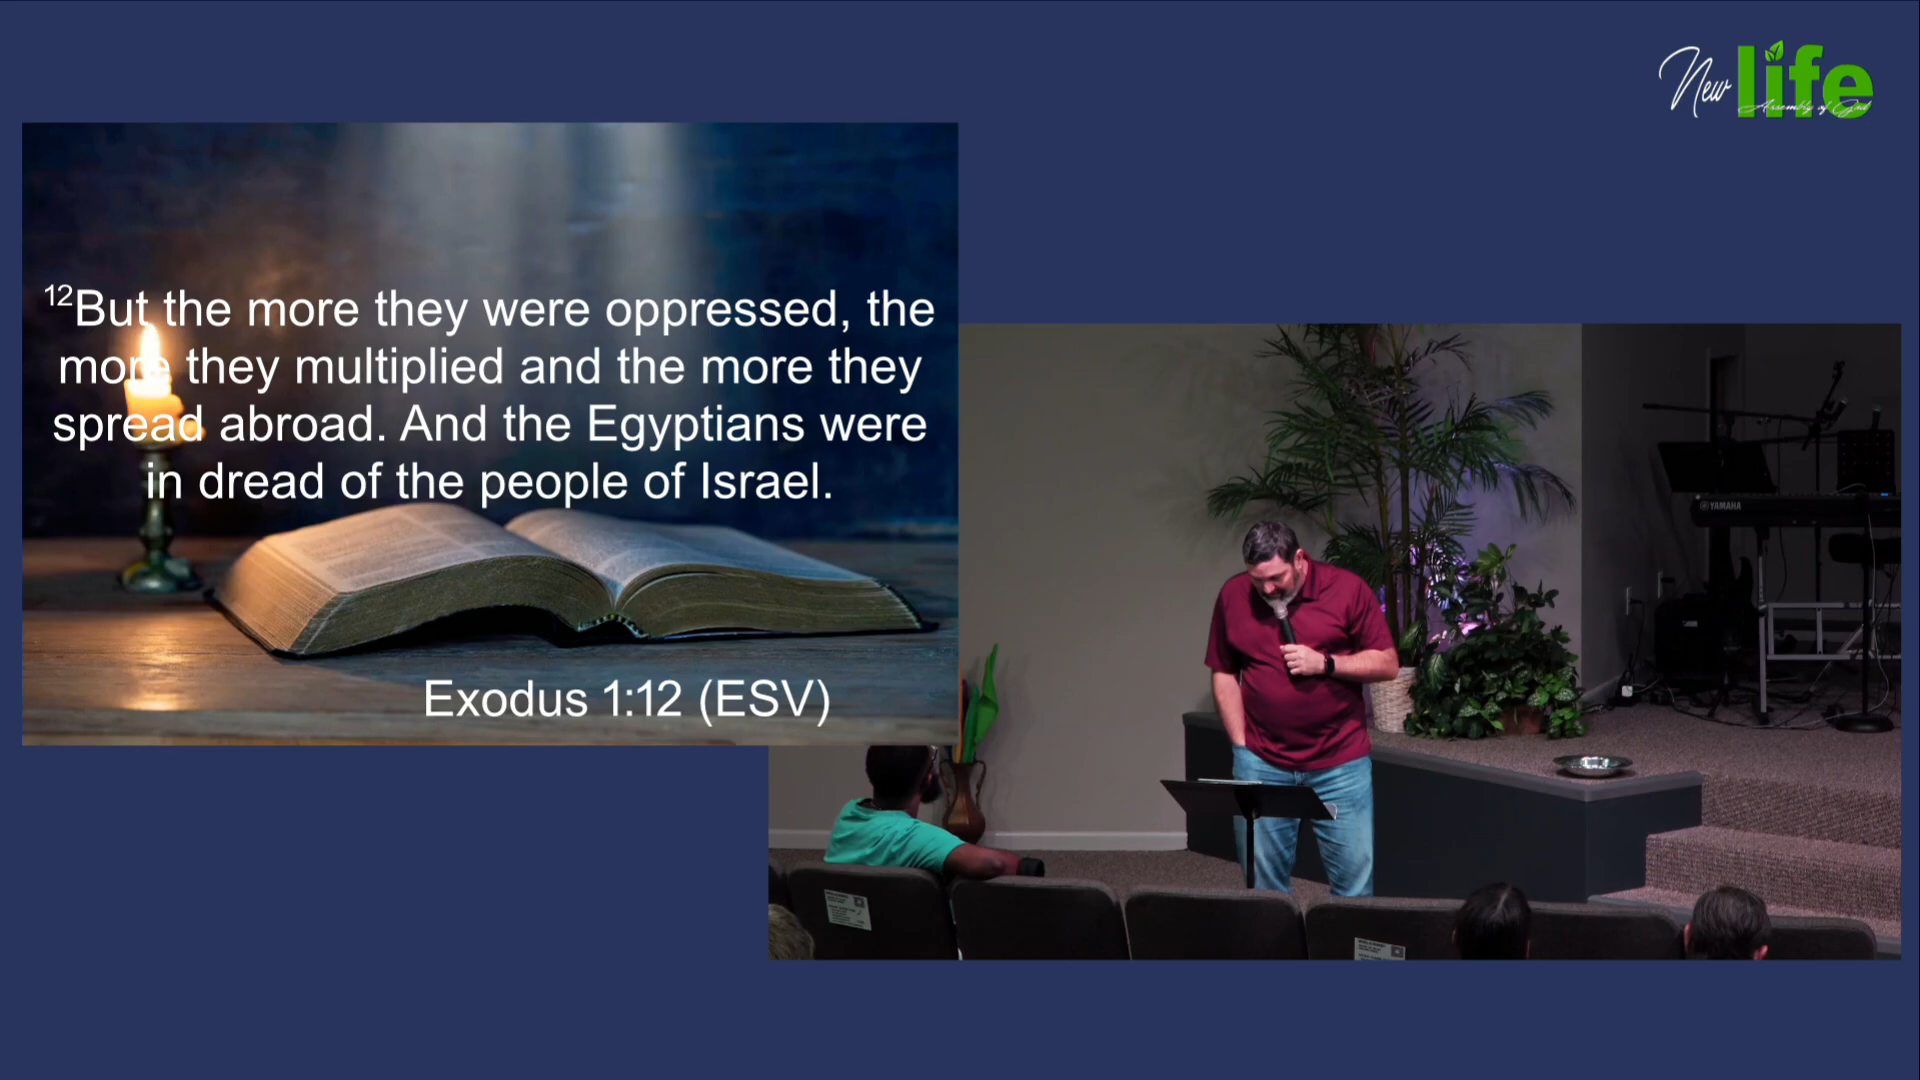 New life
Assembly of God
¹²But the more they were oppressed, the
more they multiplied and the more they
spread abroad. And the Egyptians were
in dread of the people of Israel.
Exodus 1:12 (ESV)
YAMAHA